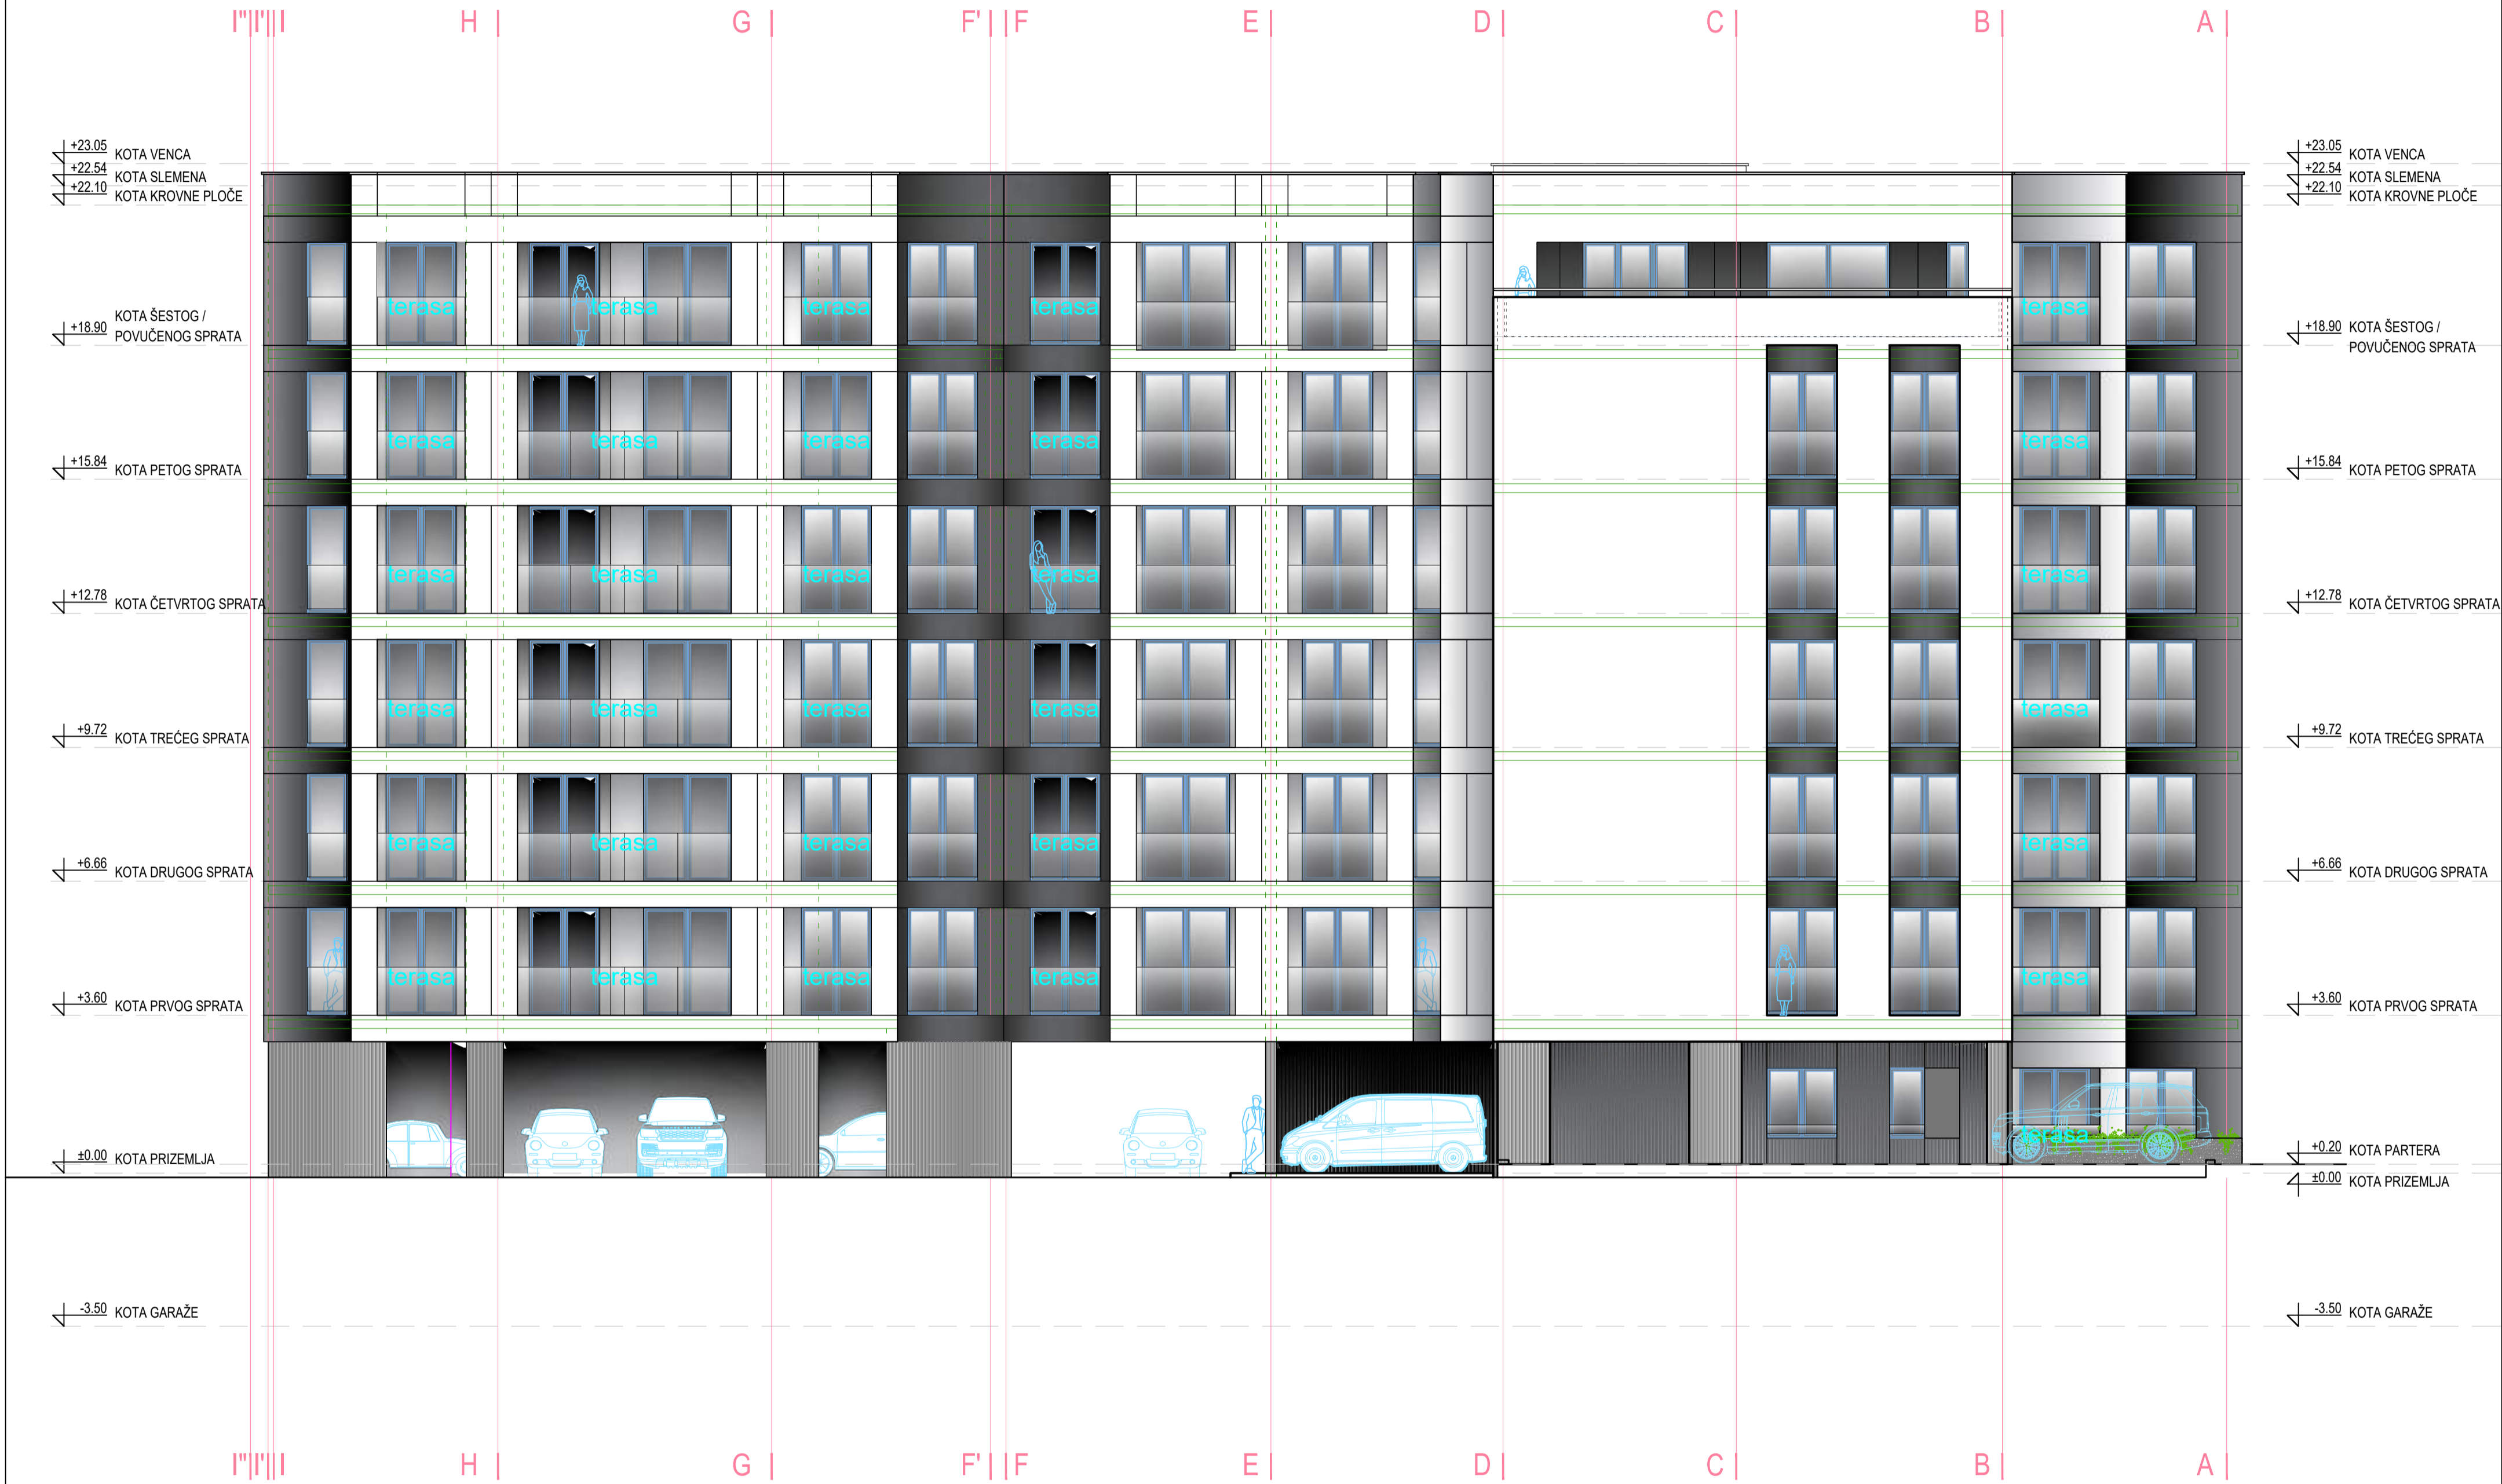 I" I' I H G F' F E D C B A
+23.05 KOTA VENCA
+22.54 KOTA SLEMENA
+22.10 KOTA KROVNE PLOČE
+18.90 KOTA ŠESTOG /
POVUČENOG SPRATA
+15.84 KOTA PETOG SPRATA
+12.78 KOTA ČETVRTOG SPRATA
+9.72 KOTA TREĆEG SPRATA
+6.66 KOTA DRUGOG SPRATA
+3.60 KOTA PRVOG SPRATA
±0.00 KOTA PRIZEMLJA
-3.50 KOTA GARAŽE
terasa terasa terasa terasa terasa
terasa terasa terasa terasa terasa
terasa terasa terasa terasa terasa
terasa terasa terasa terasa terasa
terasa terasa terasa terasa terasa
terasa terasa terasa terasa terasa
terasa
+23.05 KOTA VENCA
+22.54 KOTA SLEMENA
+22.10 KOTA KROVNE PLOČE
+18.90 KOTA ŠESTOG /
POVUČENOG SPRATA
+15.84 KOTA PETOG SPRATA
+12.78 KOTA ČETVRTOG SPRATA
+9.72 KOTA TREĆEG SPRATA
+6.66 KOTA DRUGOG SPRATA
+3.60 KOTA PRVOG SPRATA
+0.20 KOTA PARTERA
±0.00 KOTA PRIZEMLJA
-3.50 KOTA GARAŽE
I" I' I H G F' F E D C B A